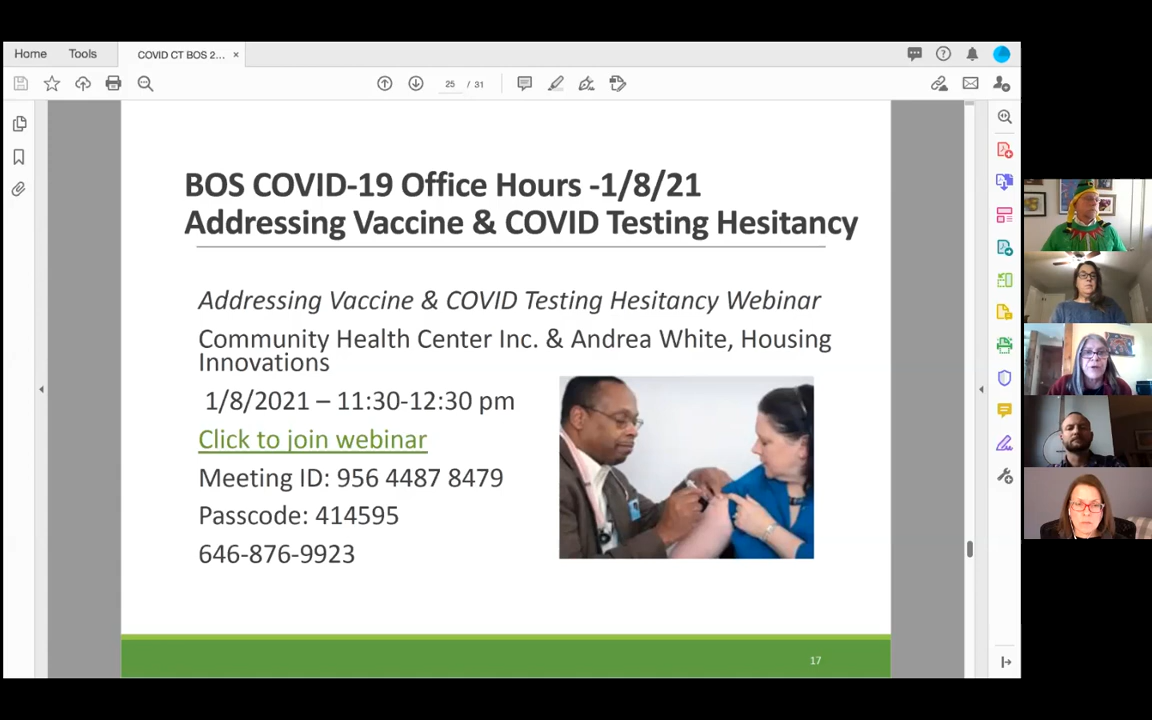 Home Tools COVID CT BOS 2... ×
25 / 31
BOS COVID-19 Office Hours -1/8/21
Addressing Vaccine & COVID Testing Hesitancy
Addressing Vaccine & COVID Testing Hesitancy Webinar
Community Health Center Inc. & Andrea White, Housing
Innovations
1/8/2021 – 11:30-12:30 pm
Click to join webinar
Meeting ID: 956 4487 8479
Passcode: 414595
646-876-9923
17